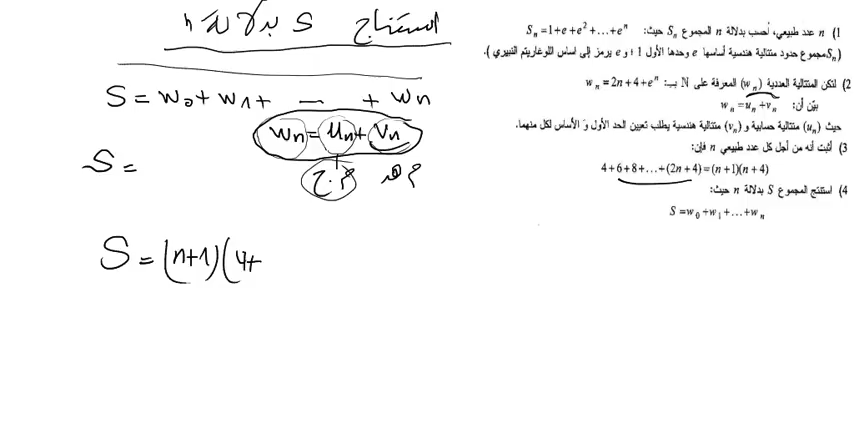 استنتاج S بدلالة n
S = w₀ + w₁ + — + wₙ
wₙ = uₙ + vₙ
S =
م.ح م هـ
S = (n+1)(4+
1) n عدد طبيعي، أحسب بدلالة n المجموع Sₙ حيث: Sₙ = 1 + e + e² + ... + eⁿ
(Sₙ مجموع حدود متتالية هندسية أساسها e وحدها الأول 1 ؛ e يرمز إلى اساس اللوغاريتم النيبيري ).
2) لتكن المتتالية العددية (wₙ) المعرفة على ℕ بـ: wₙ = 2n + 4 + eⁿ
بيّن أن: wₙ = uₙ + vₙ
حيث (uₙ) متتالية حسابية و (vₙ) متتالية هندسية يطلب تعيين الحد الأول و الأساس لكل منهما.
3) أثبت أنه من أجل كل عدد طبيعي n فإن:
4 + 6 + 8 + ... + (2n + 4) = (n + 1)(n + 4)
4) استنتج المجموع S بدلالة n حيث:
S = w₀ + w₁ + ... + wₙ